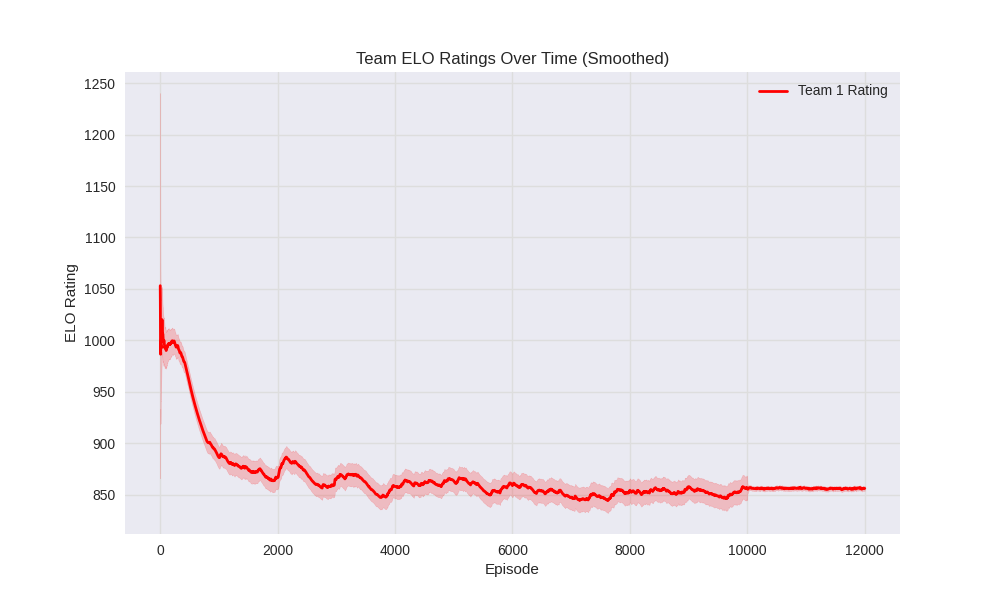 Team ELO Ratings Over Time (Smoothed)
Team 1 Rating
ELO Rating
1250
1200
1150
1100
1050
1000
950
900
850
0 2000 4000 6000 8000 10000 12000
Episode